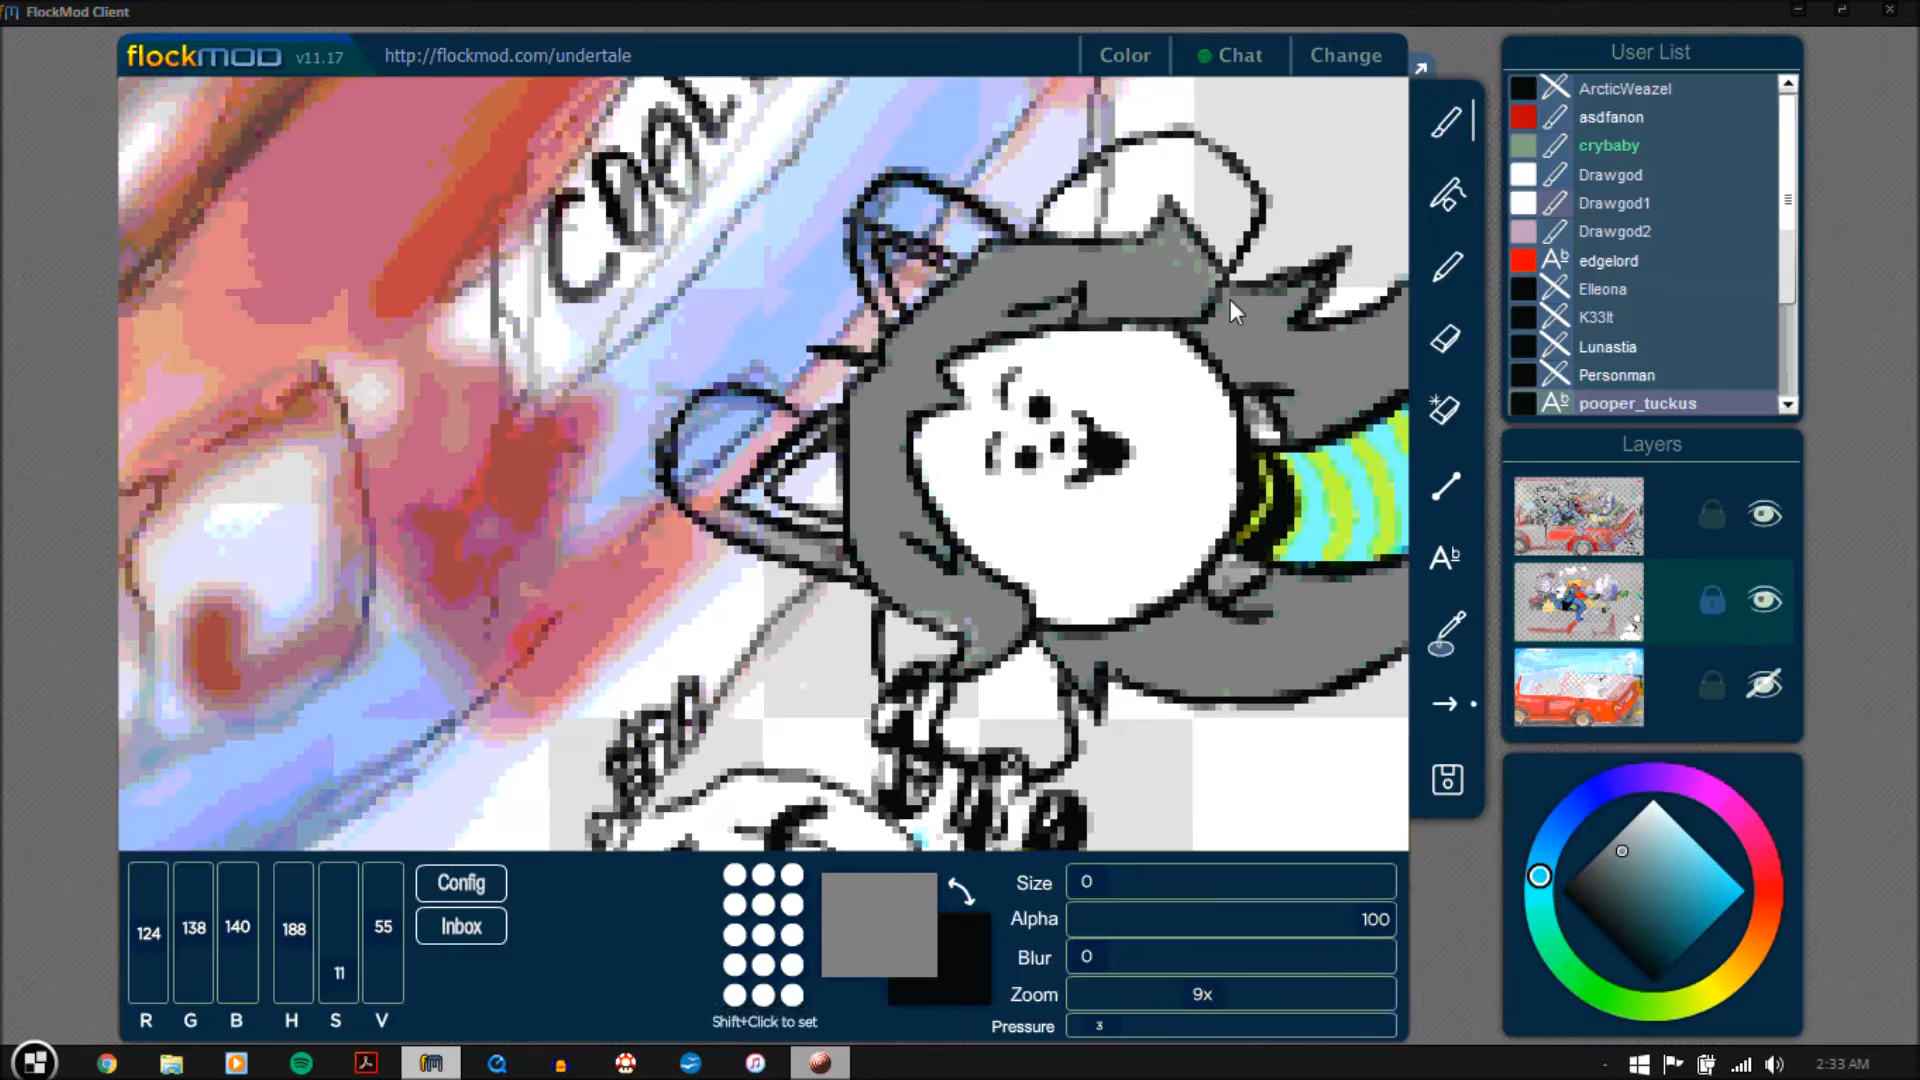 FlockMod Client
flockmod v11.17 http://flockmod.com/undertale Color Chat Change
User List
ArcticWeazel
asdfanon
crybaby
Drawgod
Drawgod1
Drawgod2
edgelord
Elleona
K33lt
Lunastia
Personman
pooper_tuckus
Layers
Config
Inbox
124 138 140 188 11 55
R G B H S V
Shift+Click to set
Size 0
Alpha 100
Blur 0
Zoom 9x
Pressure 3
2:33 AM